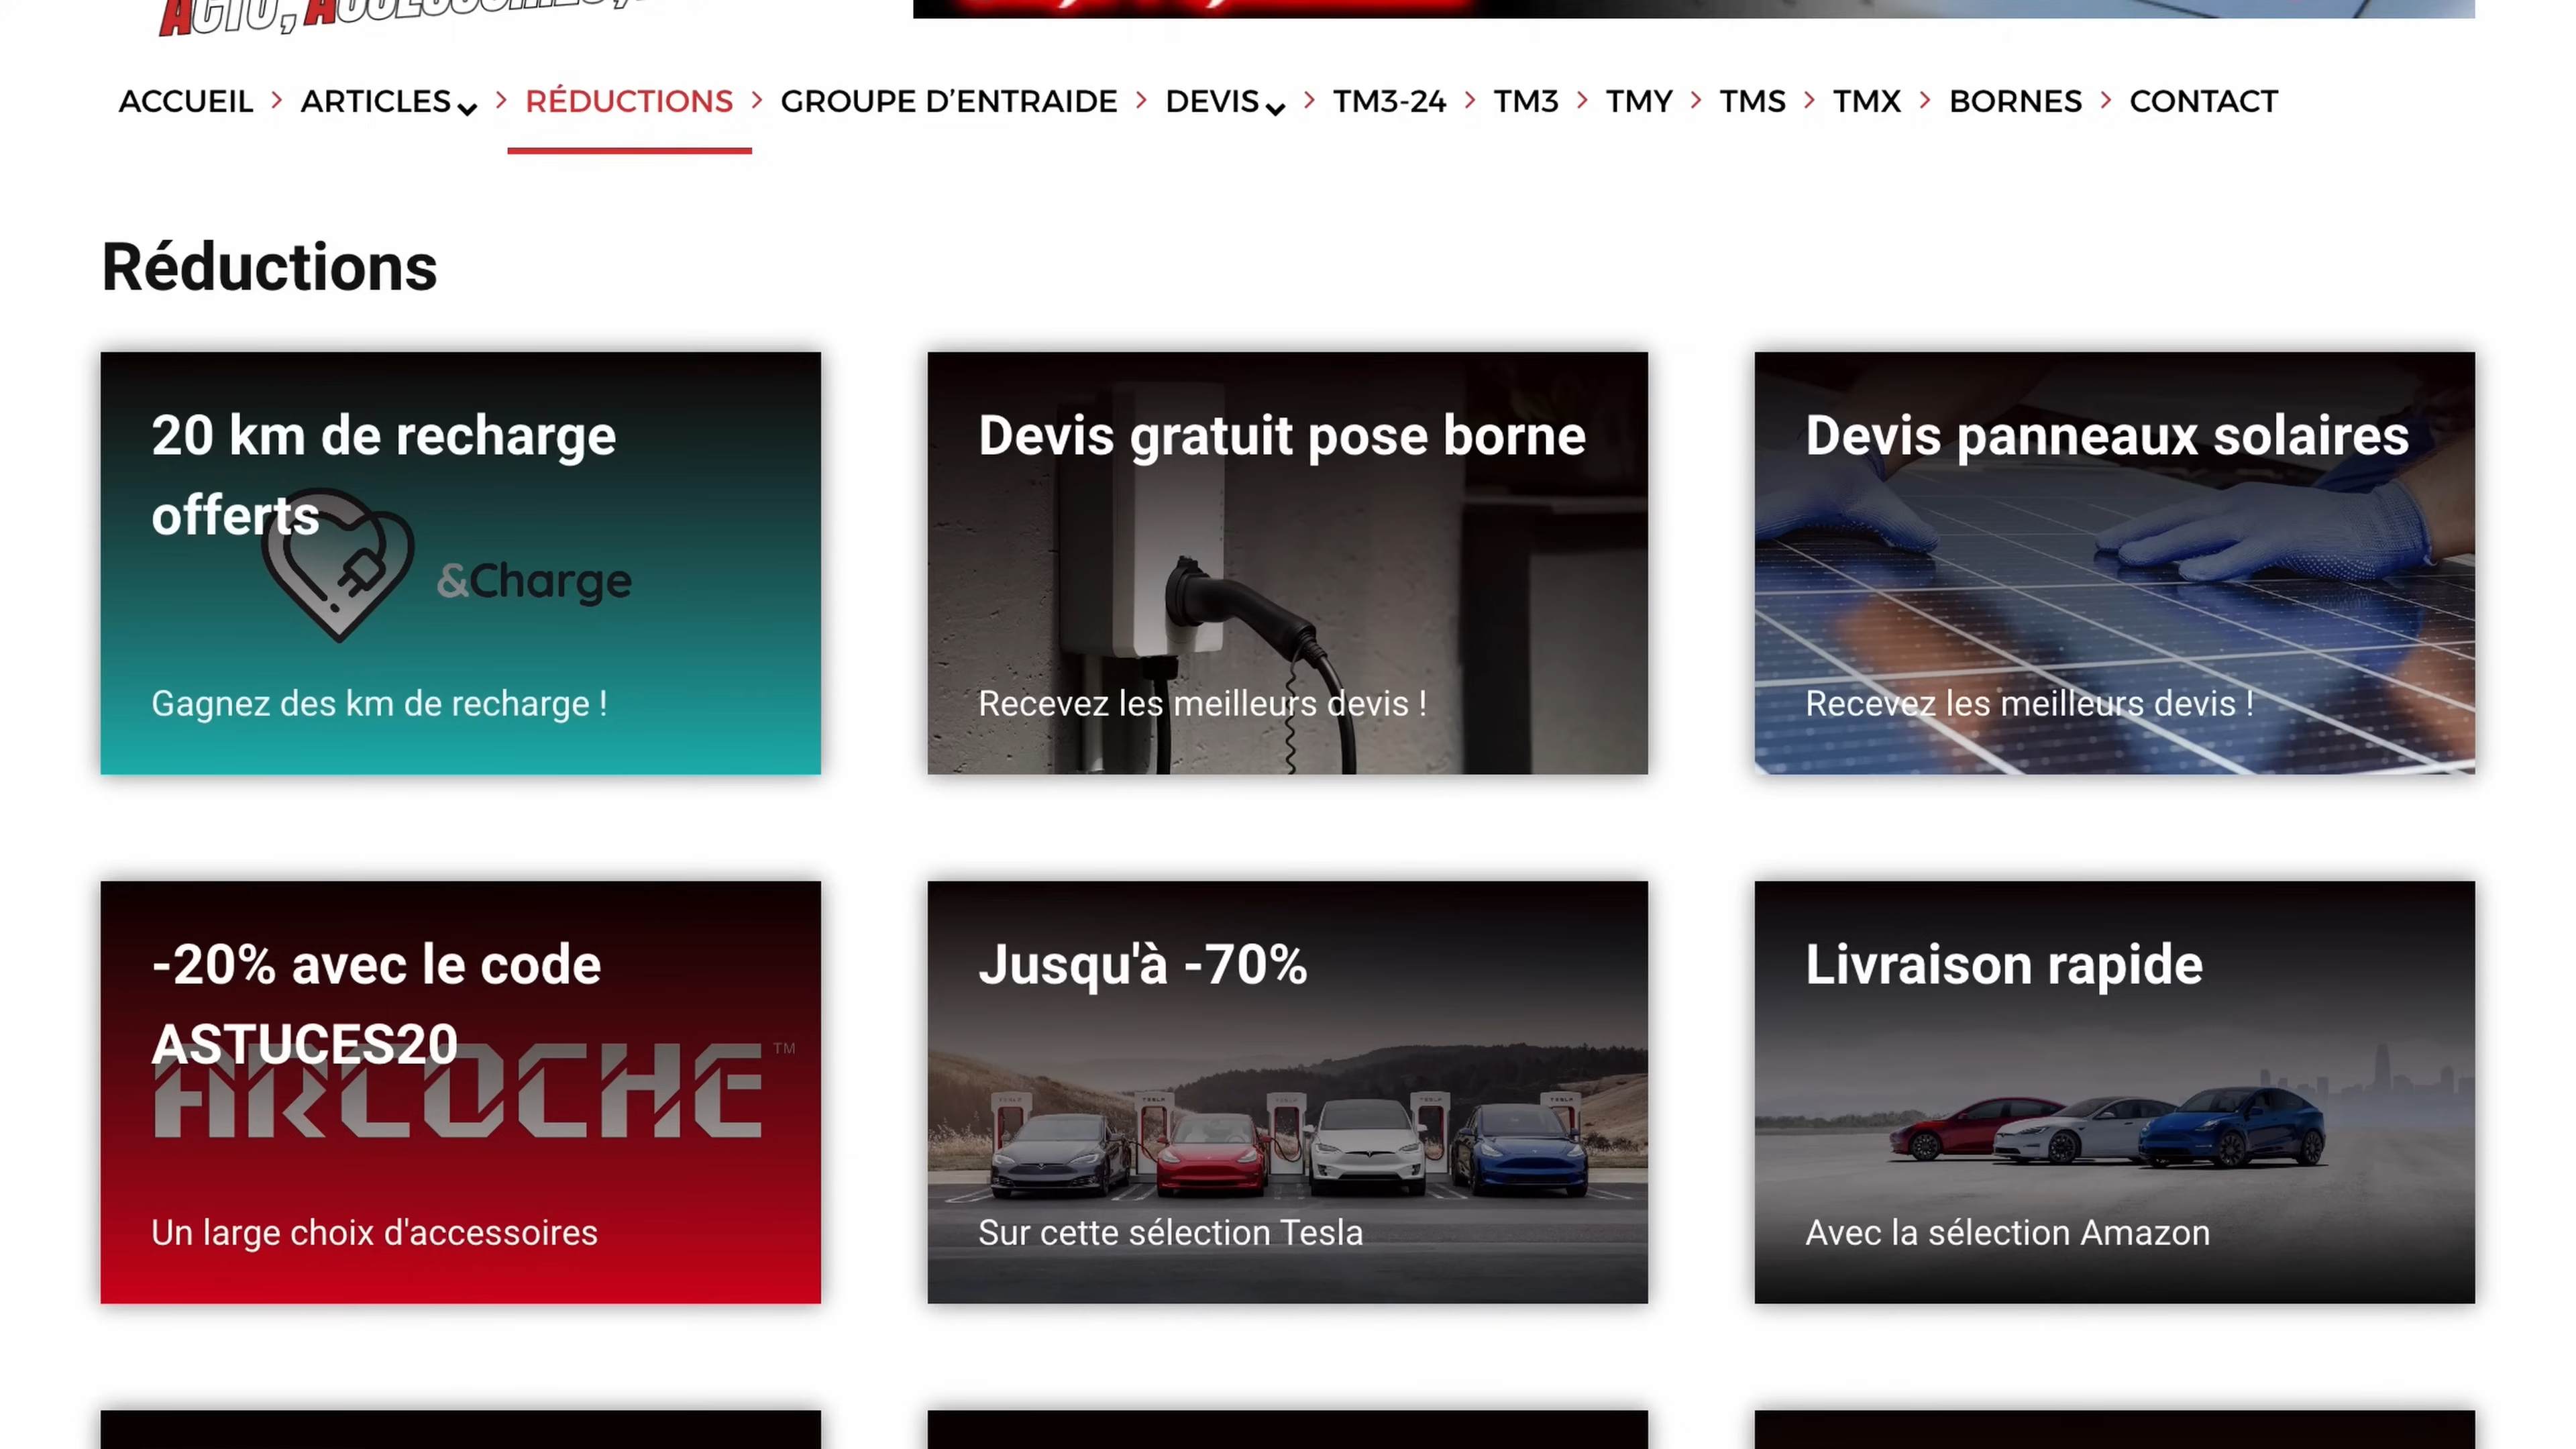 ACTU, ACCESSOIRES,
ACCUEIL > ARTICLES > RÉDUCTIONS > GROUPE D’ENTRAIDE > DEVIS > TM3-24 > TM3 > TMY > TMS > TMX > BORNES > CONTACT
Réductions
20 km de recharge
offerts
&Charge
Gagnez des km de recharge !
Devis gratuit pose borne
Recevez les meilleurs devis !
Devis panneaux solaires
Recevez les meilleurs devis !
-20% avec le code
ASTUCES20
ARCOCHE™
Un large choix d'accessoires
Jusqu'à -70%
Sur cette sélection Tesla
Livraison rapide
Avec la sélection Amazon